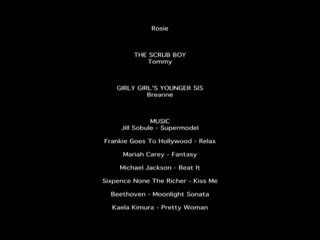 Rosie
THE SCRUB BOY
Tommy
GIRLY GIRL'S YOUNGER SIS
Breanne
MUSIC
Jill Sobule - Supermodel
Frankie Goes To Hollywood - Relax
Mariah Carey - Fantasy
Michael Jackson - Beat It
Sixpence None The Richer - Kiss Me
Beethoven - Moonlight Sonata
Kaela Kimura - Pretty Woman